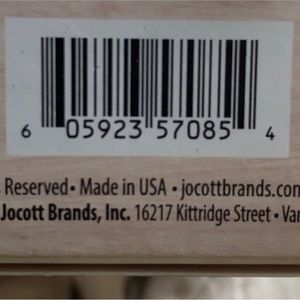 6 05923 57085 4
Reserved • Made in USA • jocottbrands.com
Jocott Brands, Inc. 16217 Kittridge Street •